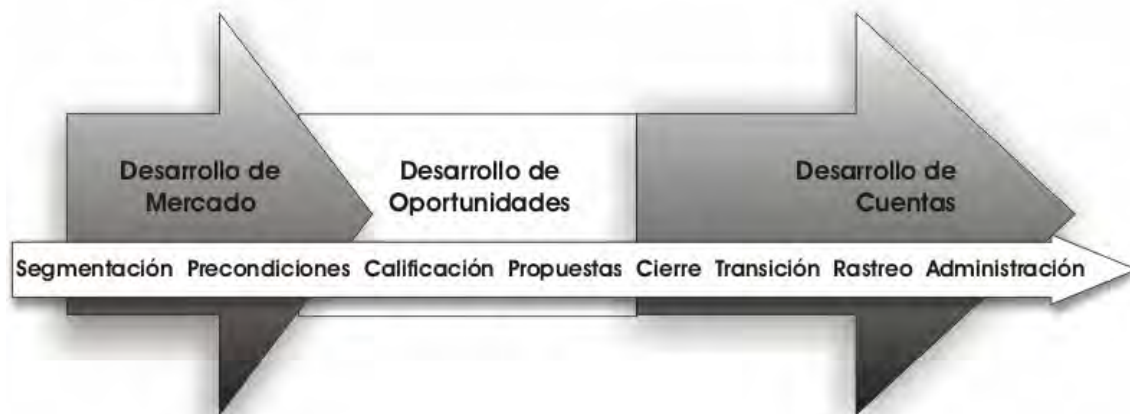 Desarrollo de
Mercado
Desarrollo de
Oportunidades
Desarrollo de
Cuentas
Segmentación Precondiciones Calificación Propuestas Cierre Transición Rastreo Administración